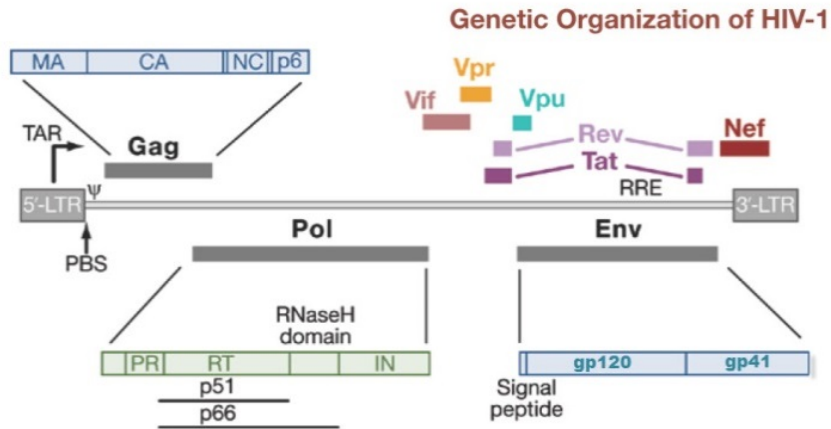 Genetic Organization of HIV-1
MA CA NC p6
Vpr
Vif
Vpu
TAR
Gag
Rev
Nef
Tat
RRE
5′-LTR
ψ
3′-LTR
PBS
Pol
Env
RNaseH
domain
PR RT IN
gp120 gp41
p51
p66
Signal
peptide